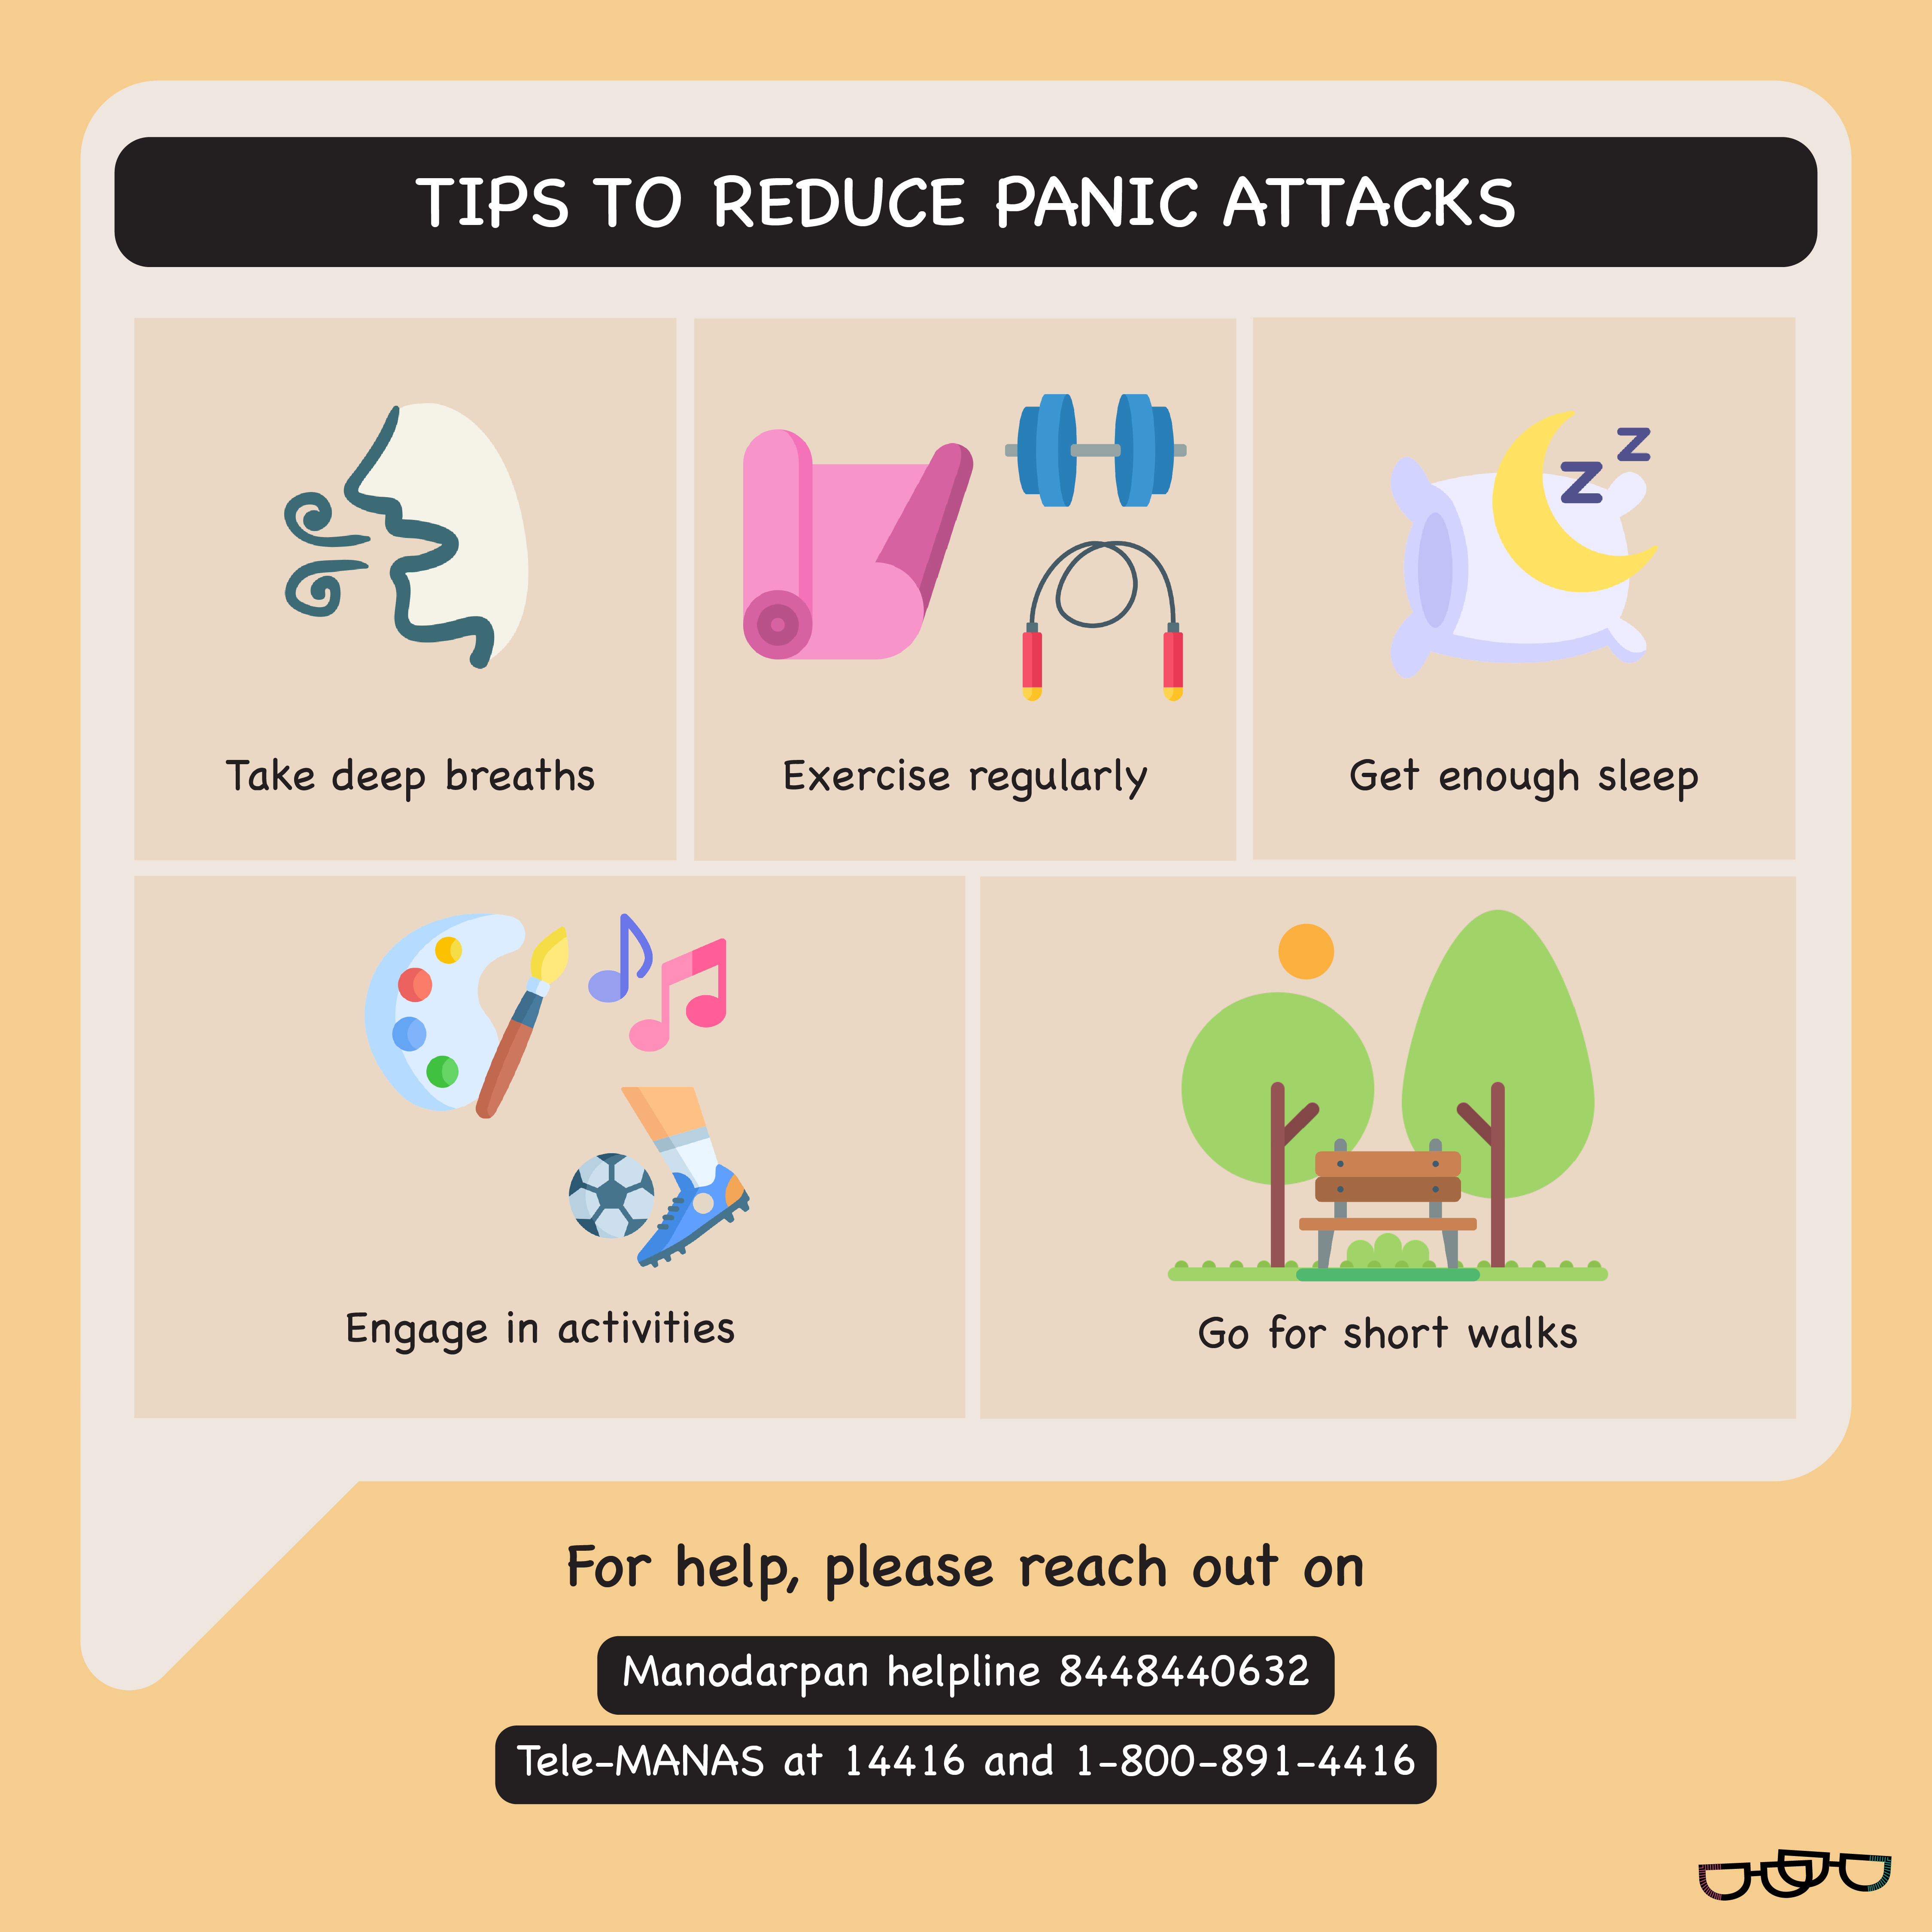 TIPS TO REDUCE PANIC ATTACKS
Take deep breaths
Exercise regularly
Get enough sleep
Engage in activities
Go for short walks
For help, please reach out on
Manodarpan helpline 8448440632
Tele-MANAS at 14416 and 1-800-891-4416